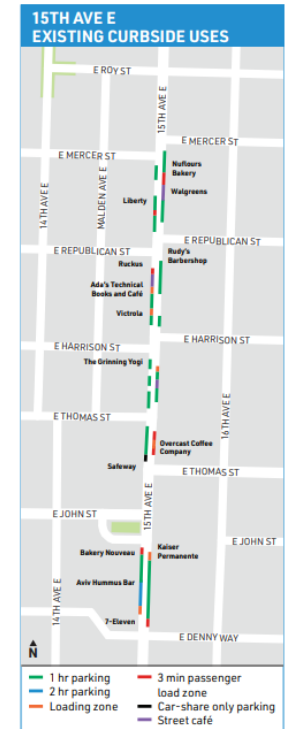 15TH AVE E
EXISTING CURBSIDE USES
E ROY ST
15TH AVE E
E MERCER ST
E MERCER ST
14TH AVE E
MALDEN AVE E
Nuflours
Bakery
Walgreens
Liberty
E REPUBLICAN ST
E REPUBLICAN ST
Rudy's
Barbershop
Ruckus
Ada's Technical
Books and Café
Victrola
E HARRISON ST
E HARRISON ST
The Grinning Yogi
16TH AVE E
E THOMAS ST
Overcast Coffee
Company
Safeway
E THOMAS ST
15TH AVE E
E JOHN ST
E JOHN ST
Bakery Nouveau
Kaiser
Permanente
Aviv Hummus Bar
14TH AVE E
7-Eleven
E DENNY WAY
N
1 hr parking
2 hr parking
Loading zone
3 min passenger
load zone
Car-share only parking
Street café